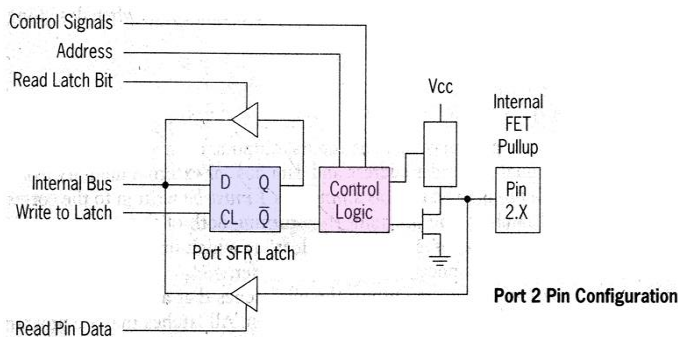 Control Signals
Address
Read Latch Bit
Vcc
Internal
FET
Pullup
Internal Bus
Write to Latch
D Q
CL Q̅
Control
Logic
Pin
2.X
Port SFR Latch
Port 2 Pin Configuration
Read Pin Data